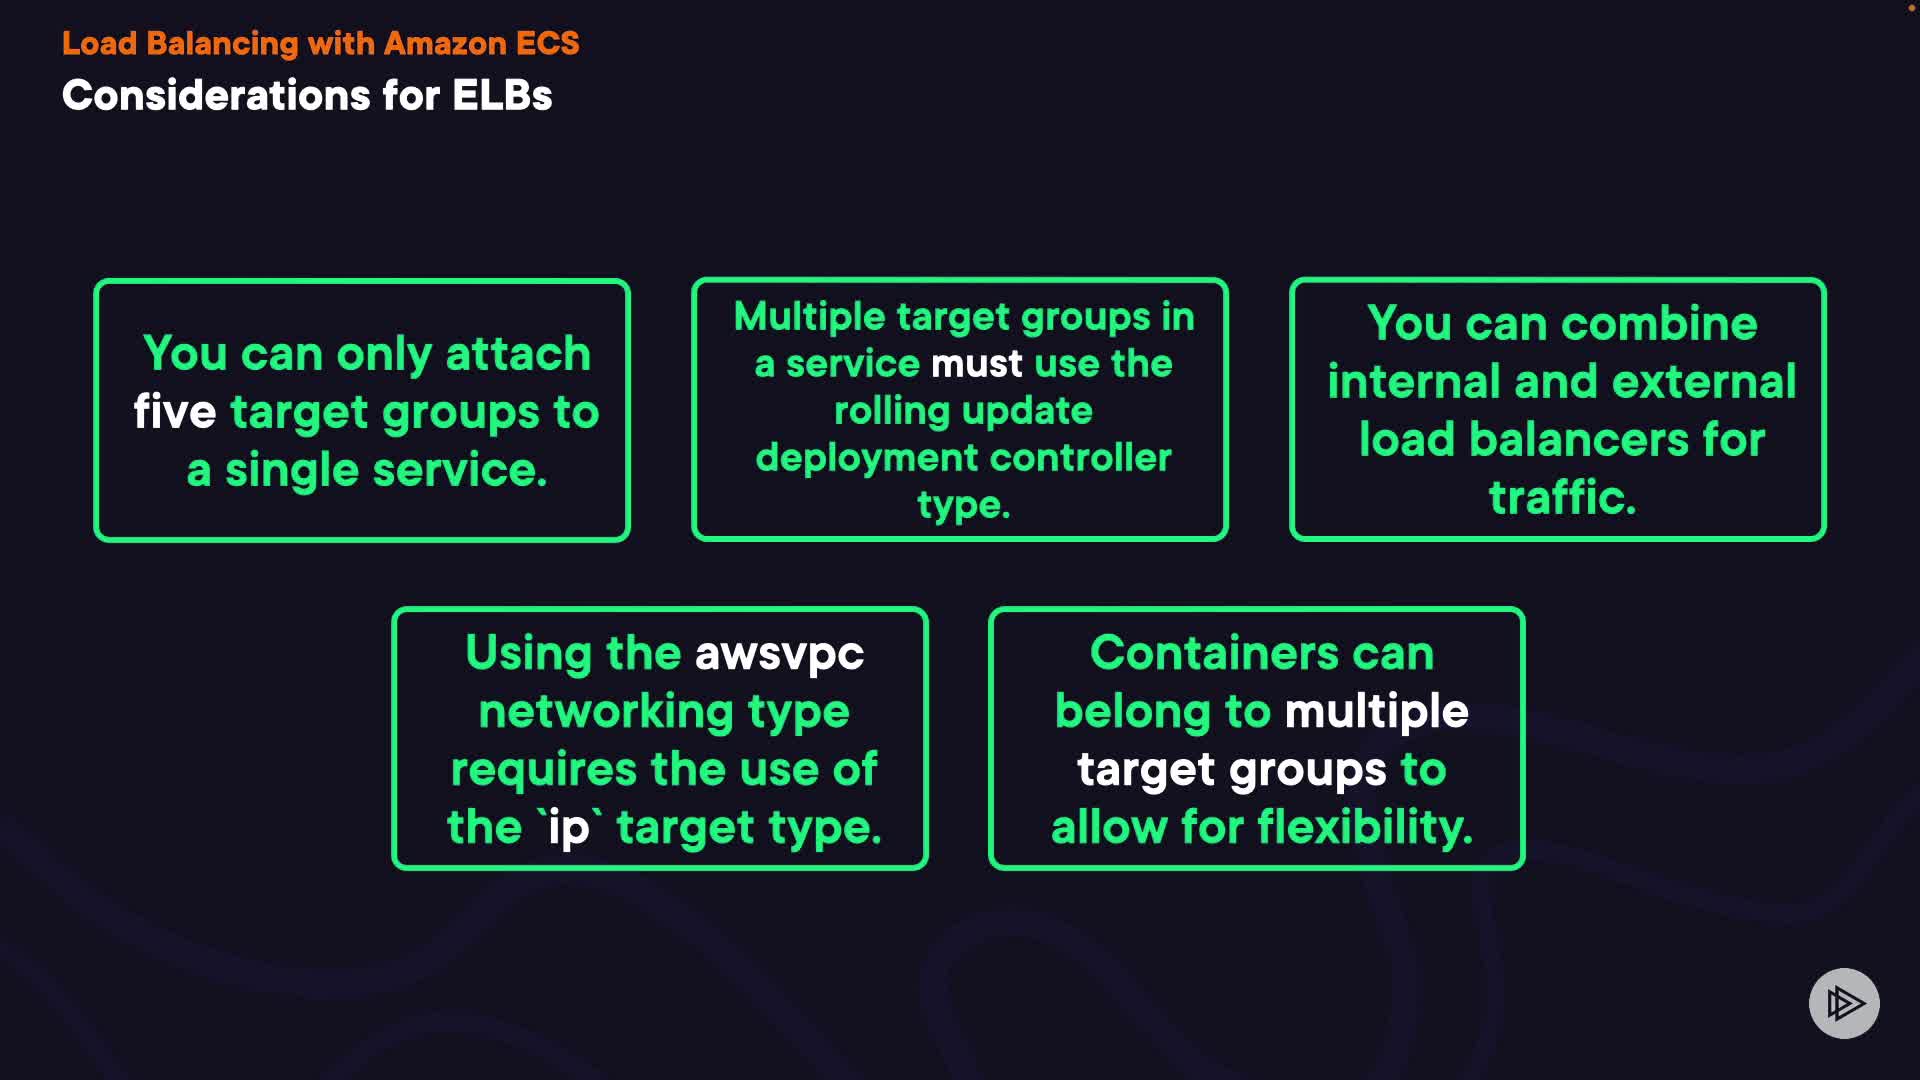 Load Balancing with Amazon ECS
Considerations for ELBs
You can only attach
five target groups to
a single service.
Multiple target groups in
a service must use the
rolling update
deployment controller
type.
You can combine
internal and external
load balancers for
traffic.
Using the awsvpc
networking type
requires the use of
the `ip` target type.
Containers can
belong to multiple
target groups to
allow for flexibility.